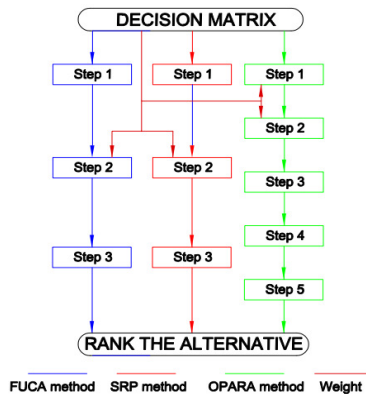 DECISION MATRIX
Step 1 Step 1 Step 1
Step 2
Step 2 Step 2
Step 3
Step 4
Step 3 Step 3
Step 5
RANK THE ALTERNATIVE
FUCA method SRP method OPARA method Weight